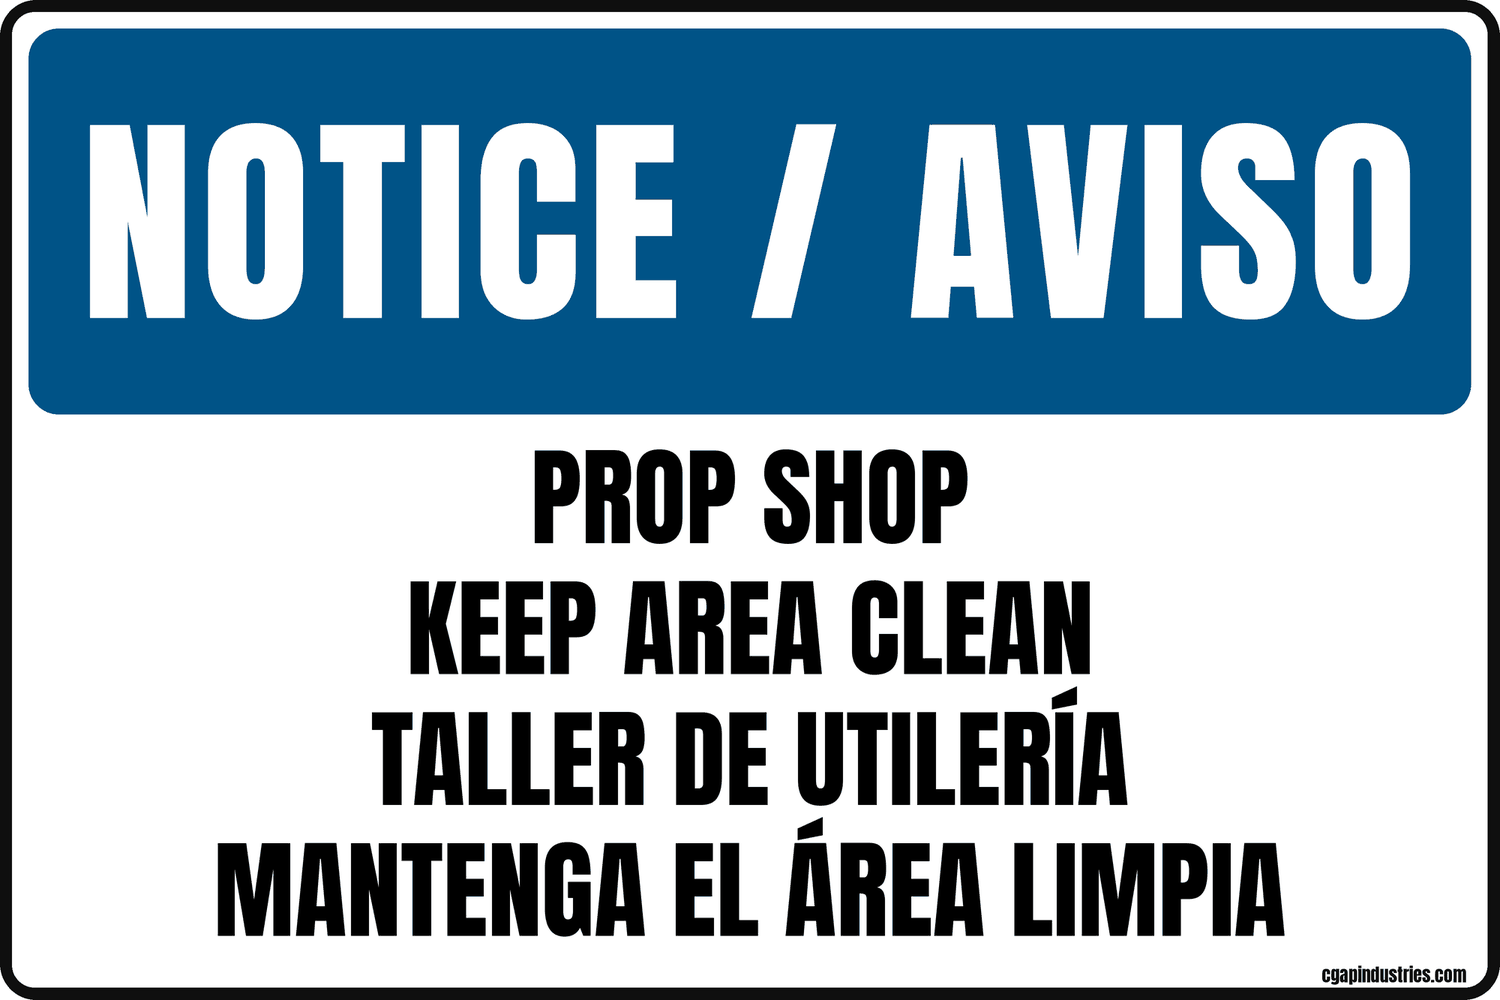 NOTICE / AVISO
PROP SHOP
KEEP AREA CLEAN
TALLER DE UTILERÍA
MANTENGA EL ÁREA LIMPIA
cgapindustries.com